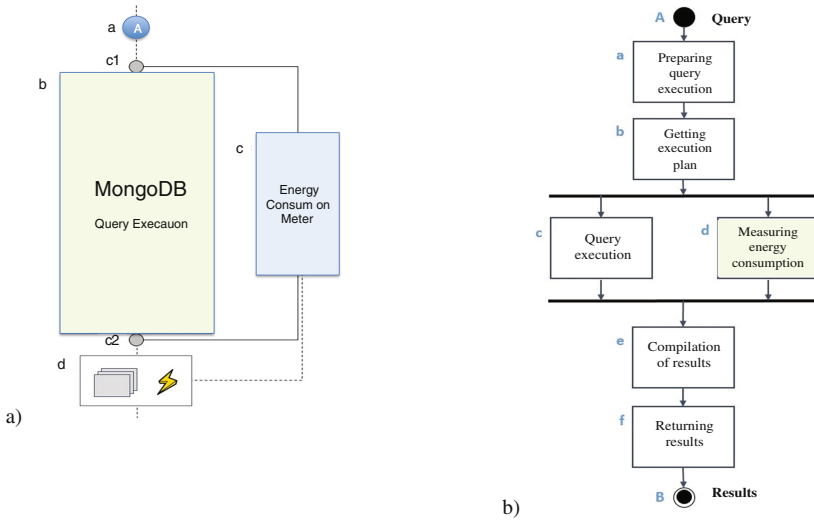 a
A
c1
b
MongoDB
Query Execauon
c
Energy
Consum on
Meter
c2
d
a)
A
Query
a
Preparing
query
execution
b
Getting
execution
plan
c
Query
execution
d
Measuring
energy
consumption
e
Compilation
of results
f
Returning
results
B
Results
b)